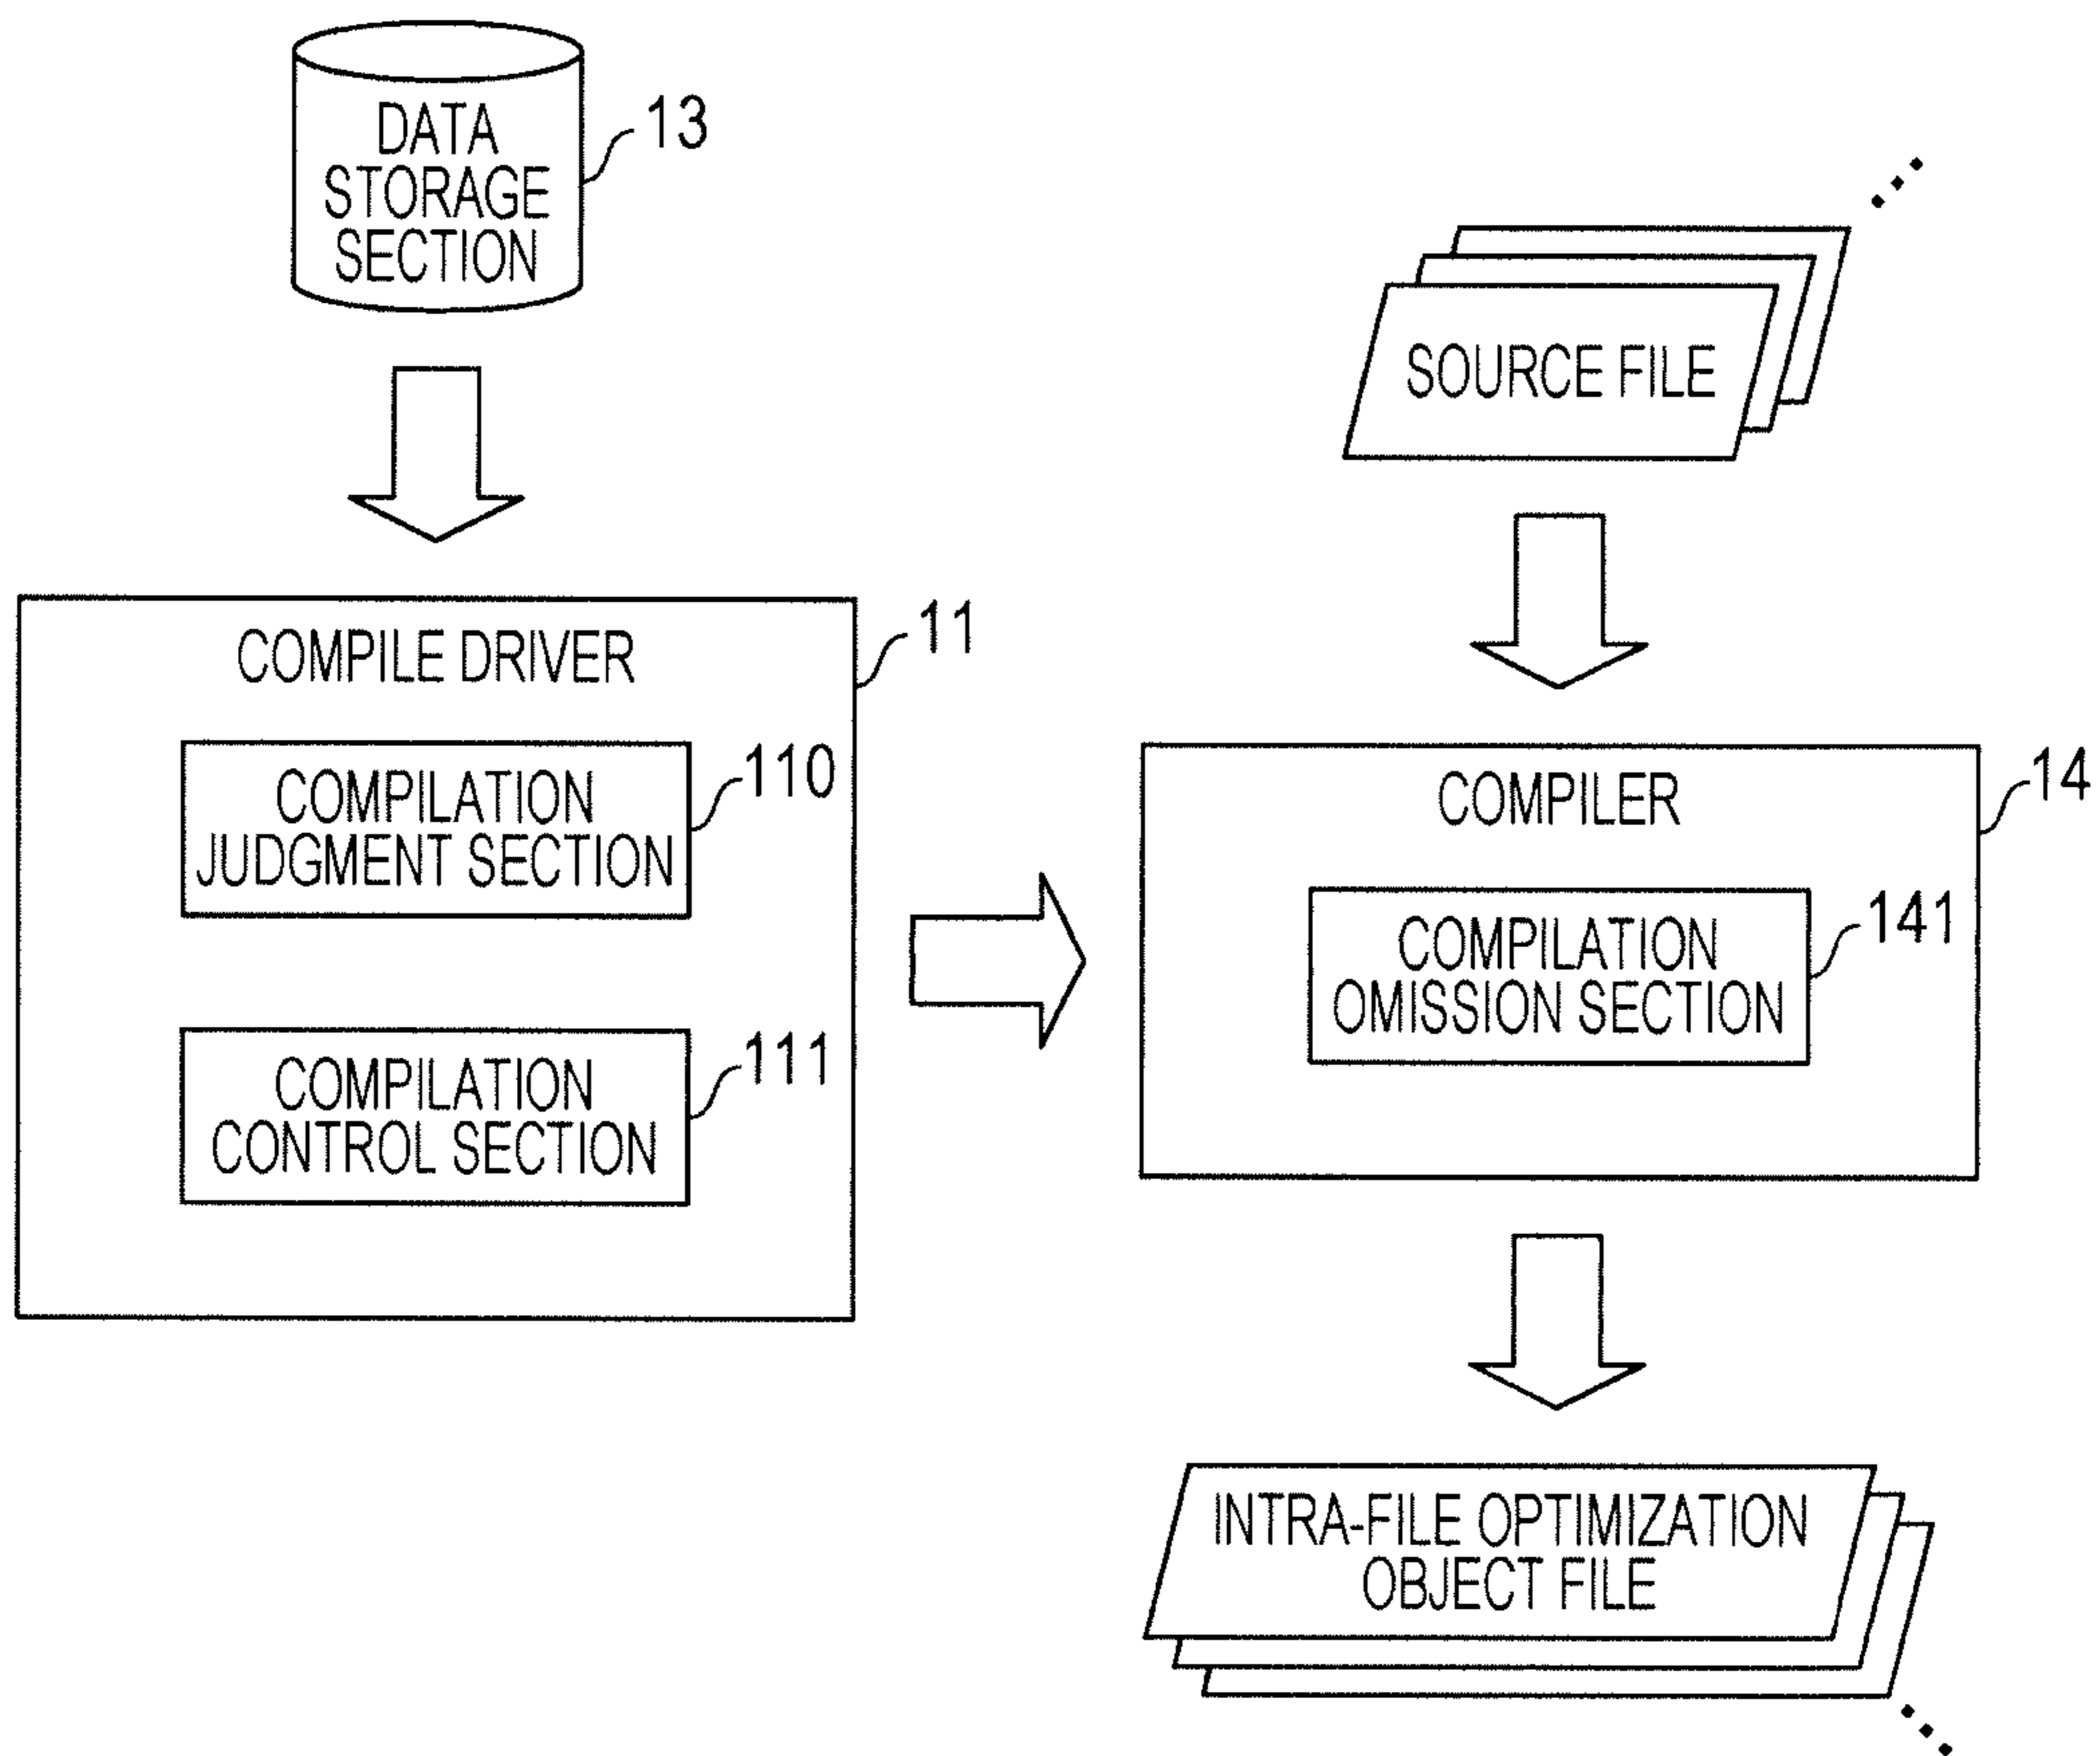 DATA
STORAGE
SECTION
13
SOURCE FILE
COMPILE DRIVER
11
COMPILATION
JUDGMENT SECTION
110
COMPILATION
CONTROL SECTION
111
COMPILER
14
COMPILATION
OMISSION SECTION
141
INTRA-FILE OPTIMIZATION
OBJECT FILE